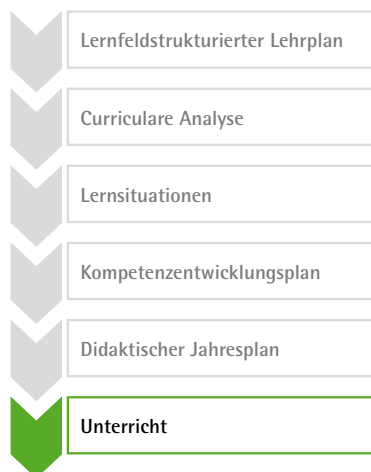 Lernfeldstrukturierter Lehrplan
Curriculare Analyse
Lernsituationen
Kompetenzentwicklungsplan
Didaktischer Jahresplan
Unterricht